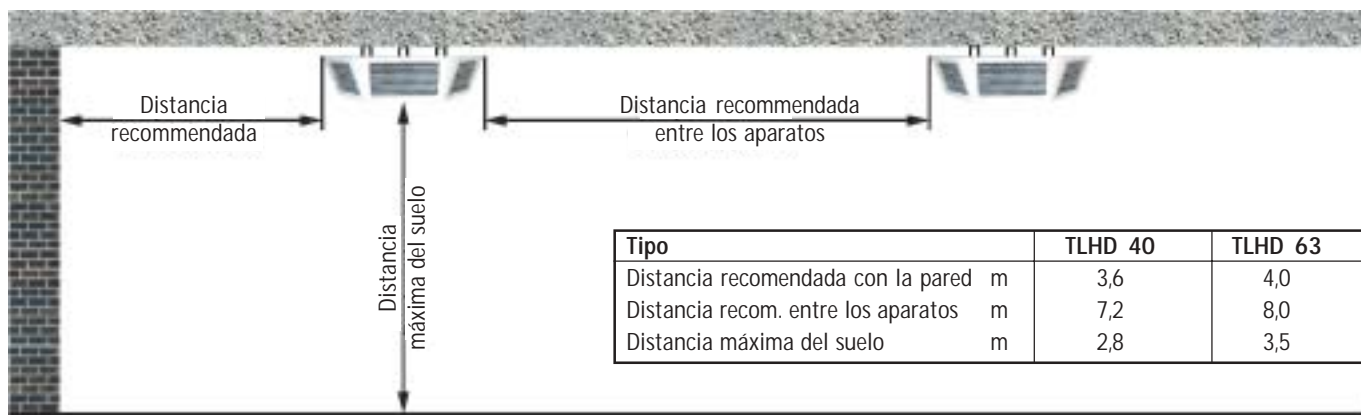 Distancia
recommendada
Distancia recommendada
entre los aparatos
Distancia
máxima del suelo
Tipo TLHD 40 TLHD 63
Distancia recomendada con la pared m 3,6 4,0
Distancia recom. entre los aparatos m 7,2 8,0
Distancia máxima del suelo m 2,8 3,5